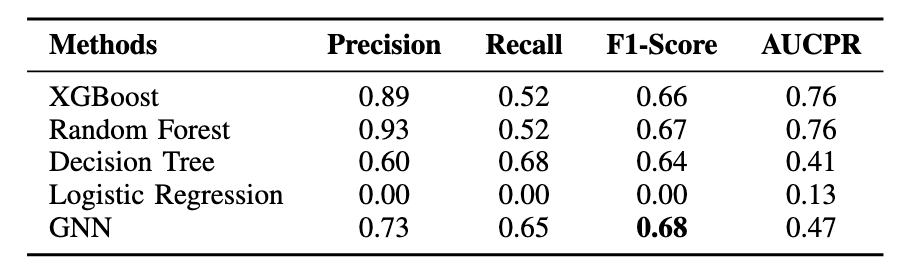 Methods Precision Recall F1-Score AUCPR
XGBoost 0.89 0.52 0.66 0.76
Random Forest 0.93 0.52 0.67 0.76
Decision Tree 0.60 0.68 0.64 0.41
Logistic Regression 0.00 0.00 0.00 0.13
GNN 0.73 0.65 0.68 0.47